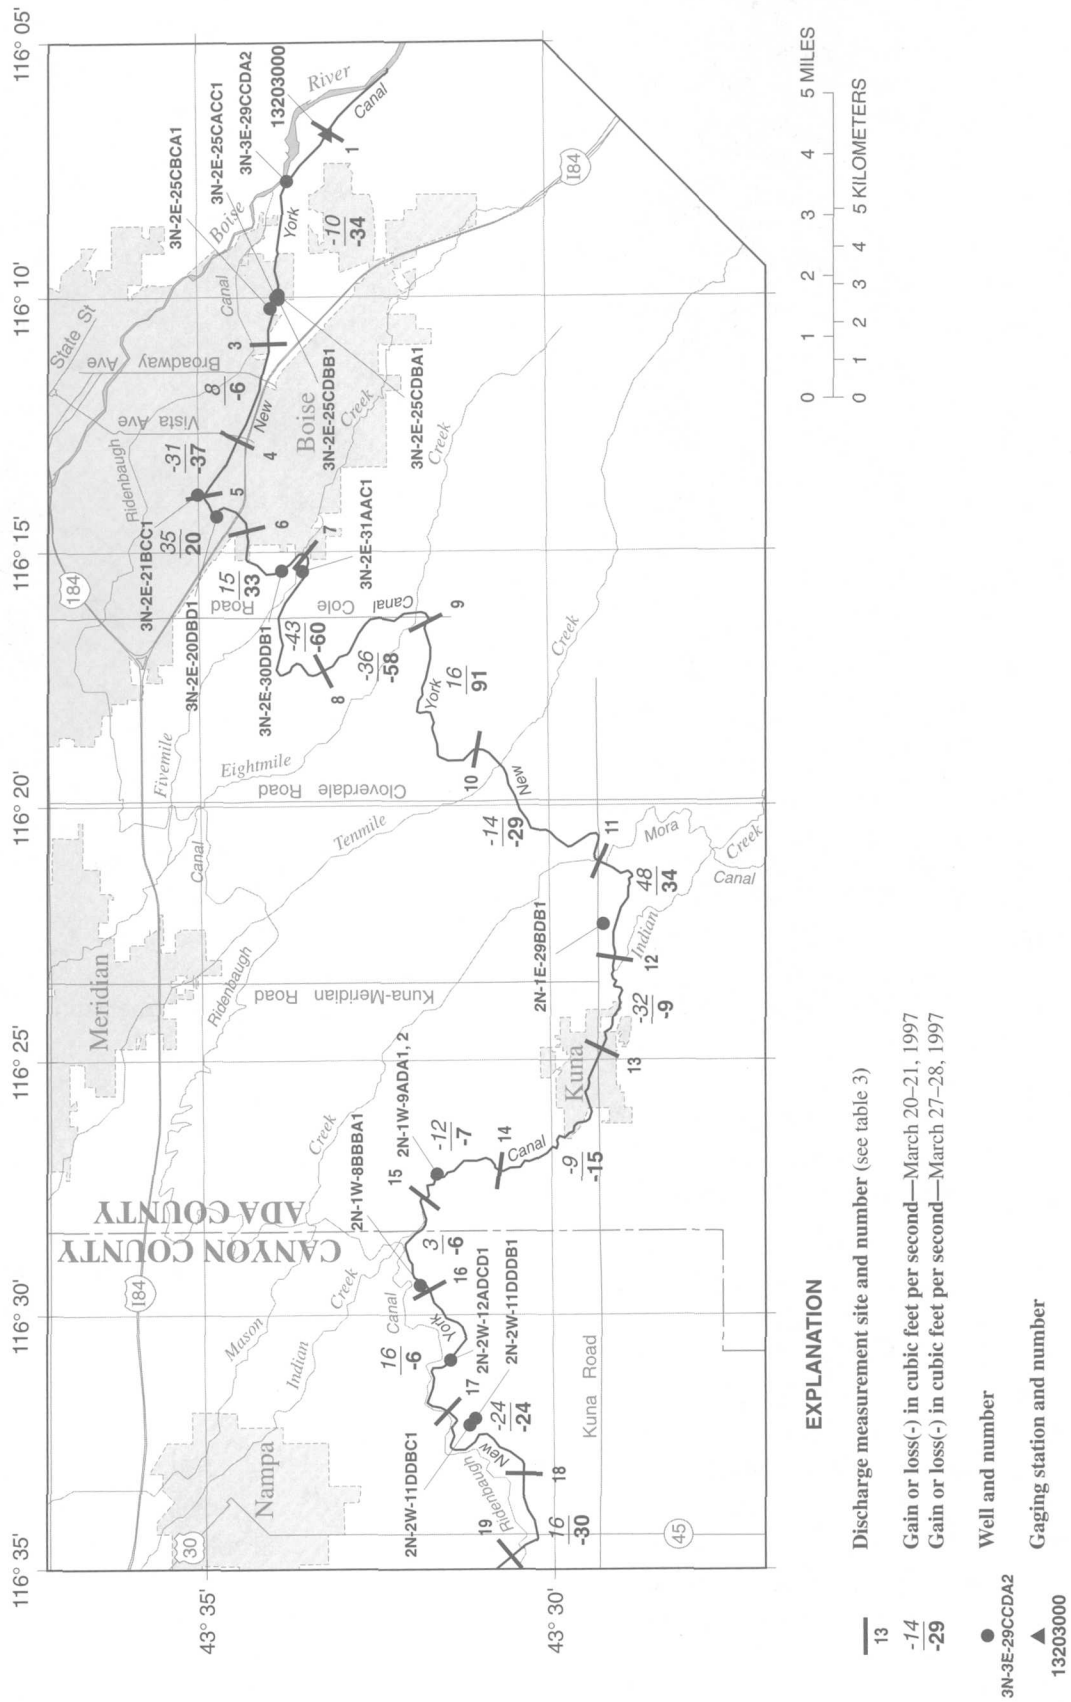 116° 35'
116° 30'
116° 25'
116° 20'
116° 15'
116° 10'
116° 05'
43° 35'
43° 30'
Nampa
30
45
I84
Mason
Creek
Indian
Creek
CANYON COUNTY
ADA COUNTY
Meridian
Ridenbaugh
Canal
Kuna-Meridian Road
Fivemile
Eightmile
Tenmile
Creek
Creek
Creek
Cloverdale Road
Cole Road
184
State St
Broadway Ave
Vista Ave
Ridenbaugh
Canal
Boise
River
Boise
Creek
I84
New
York
Canal
13203000
3N-3E-29CCDA2
3N-2E-25CACC1
3N-2E-25CBCA1
3N-2E-25CDBB1
3N-2E-25CDBA1
3N-2E-21BCC1
3N-2E-20DBD1
3N-2E-30DDB1
3N-2E-31AAC1
2N-1E-29BDB1
2N-1W-9ADA1, 2
2N-1W-8BBBA1
2N-2W-12ADCD1
2N-2W-11DDDB1
2N-2W-11DDBC1
1
-10
-34
3
8
-6
4
-31
-37
5
35
20
6
15
33
7
-43
-60
8
-36
-58
Canal
9
16
91
York
10
New
-14
-29
11
Mora
Canal
Creek
48
34
Indian
12
-32
-9
Kuna
13
-9
-15
Canal
14
-12
-7
15
3
-6
16
Canal
York
16
-6
17
-24
-24
New
Ridenbaugh
18
16
-30
19
Kuna Road
0 1 2 3 4 5 MILES
0 1 2 3 4 5 KILOMETERS
EXPLANATION
13
Discharge measurement site and number (see table 3)
-14 Gain or loss(-) in cubic feet per second—March 20–21, 1997
-29 Gain or loss(-) in cubic feet per second—March 27–28, 1997
3N-3E-29CCDA2
Well and number
13203000
Gaging station and number